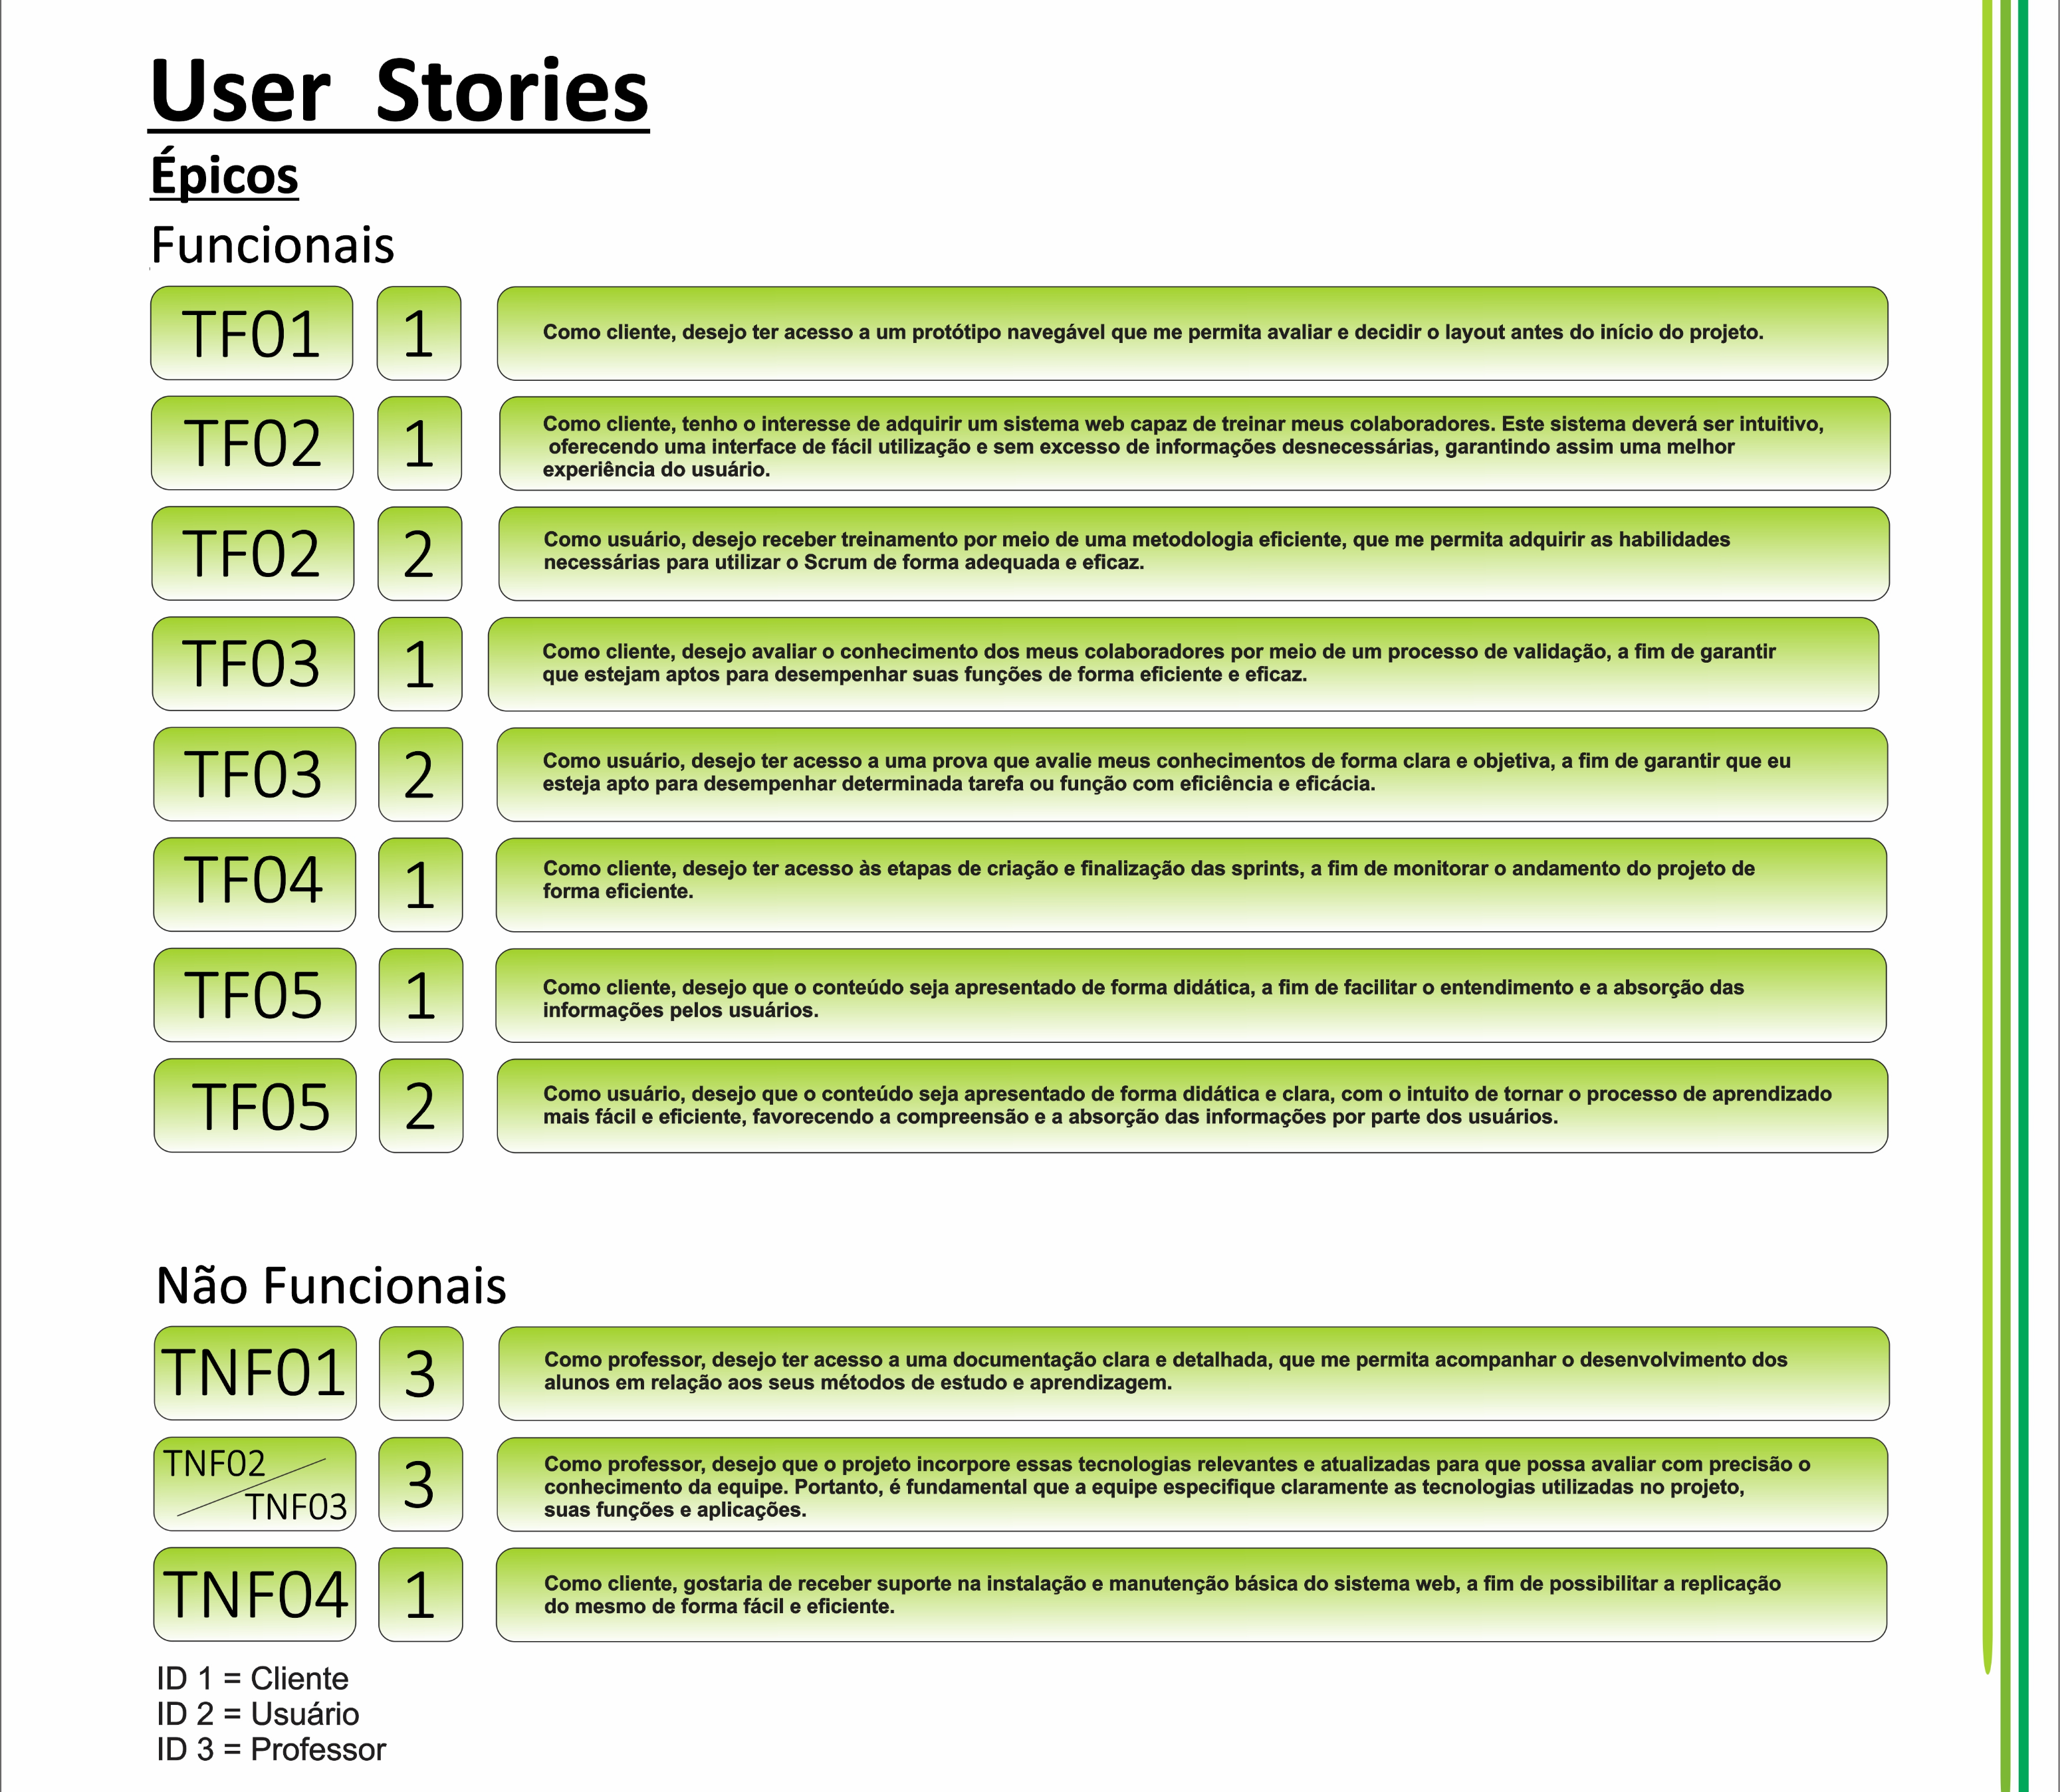 User Stories
Épicos
Funcionais
TF01 1 Como cliente, desejo ter acesso a um protótipo navegável que me permita avaliar e decidir o layout antes do início do projeto.
TF02 1 Como cliente, tenho o interesse de adquirir um sistema web capaz de treinar meus colaboradores. Este sistema deverá ser intuitivo,
oferecendo uma interface de fácil utilização e sem excesso de informações desnecessárias, garantindo assim uma melhor
experiência do usuário.
TF02 2 Como usuário, desejo receber treinamento por meio de uma metodologia eficiente, que me permita adquirir as habilidades
necessárias para utilizar o Scrum de forma adequada e eficaz.
TF03 1 Como cliente, desejo avaliar o conhecimento dos meus colaboradores por meio de um processo de validação, a fim de garantir
que estejam aptos para desempenhar suas funções de forma eficiente e eficaz.
TF03 2 Como usuário, desejo ter acesso a uma prova que avalie meus conhecimentos de forma clara e objetiva, a fim de garantir que eu
esteja apto para desempenhar determinada tarefa ou função com eficiência e eficácia.
TF04 1 Como cliente, desejo ter acesso às etapas de criação e finalização das sprints, a fim de monitorar o andamento do projeto de
forma eficiente.
TF05 1 Como cliente, desejo que o conteúdo seja apresentado de forma didática, a fim de facilitar o entendimento e a absorção das
informações pelos usuários.
TF05 2 Como usuário, desejo que o conteúdo seja apresentado de forma didática e clara, com o intuito de tornar o processo de aprendizado
mais fácil e eficiente, favorecendo a compreensão e a absorção das informações por parte dos usuários.
Não Funcionais
TNF01 3 Como professor, desejo ter acesso a uma documentação clara e detalhada, que me permita acompanhar o desenvolvimento dos
alunos em relação aos seus métodos de estudo e aprendizagem.
TNF02
TNF03 3 Como professor, desejo que o projeto incorpore essas tecnologias relevantes e atualizadas para que possa avaliar com precisão o
conhecimento da equipe. Portanto, é fundamental que a equipe especifique claramente as tecnologias utilizadas no projeto,
suas funções e aplicações.
TNF04 1 Como cliente, gostaria de receber suporte na instalação e manutenção básica do sistema web, a fim de possibilitar a replicação
do mesmo de forma fácil e eficiente.
ID 1 = Cliente
ID 2 = Usuário
ID 3 = Professor